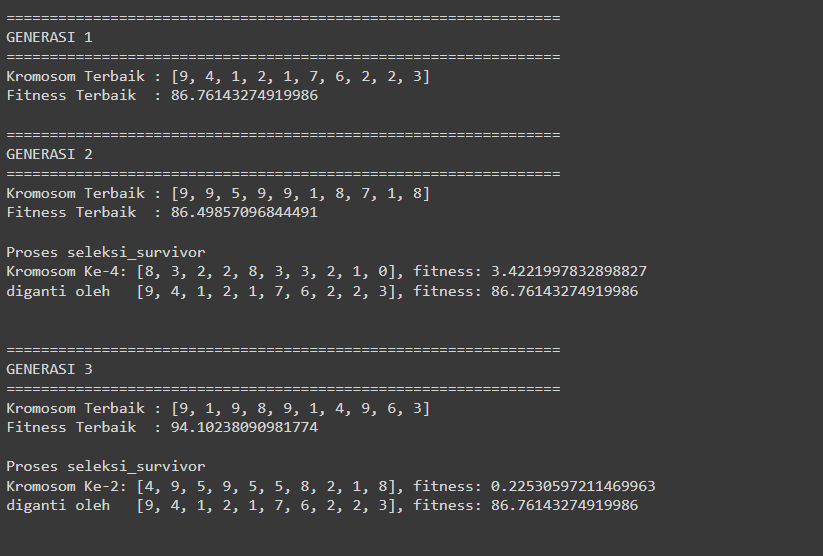 ================================================================
GENERASI 1
================================================================
Kromosom Terbaik : [9, 4, 1, 2, 1, 7, 6, 2, 2, 3]
Fitness Terbaik  : 86.76143274919986
================================================================
GENERASI 2
================================================================
Kromosom Terbaik : [9, 9, 5, 9, 9, 1, 8, 7, 1, 8]
Fitness Terbaik  : 86.49857096844491
Proses seleksi_survivor
Kromosom Ke-4: [8, 3, 2, 2, 8, 3, 3, 2, 1, 0], fitness: 3.4221997832898827
diganti oleh   [9, 4, 1, 2, 1, 7, 6, 2, 2, 3], fitness: 86.76143274919986
================================================================
GENERASI 3
================================================================
Kromosom Terbaik : [9, 1, 9, 8, 9, 1, 4, 9, 6, 3]
Fitness Terbaik  : 94.10238090981774
Proses seleksi_survivor
Kromosom Ke-2: [4, 9, 5, 9, 5, 5, 8, 2, 1, 8], fitness: 0.22530597211469963
diganti oleh   [9, 4, 1, 2, 1, 7, 6, 2, 2, 3], fitness: 86.76143274919986